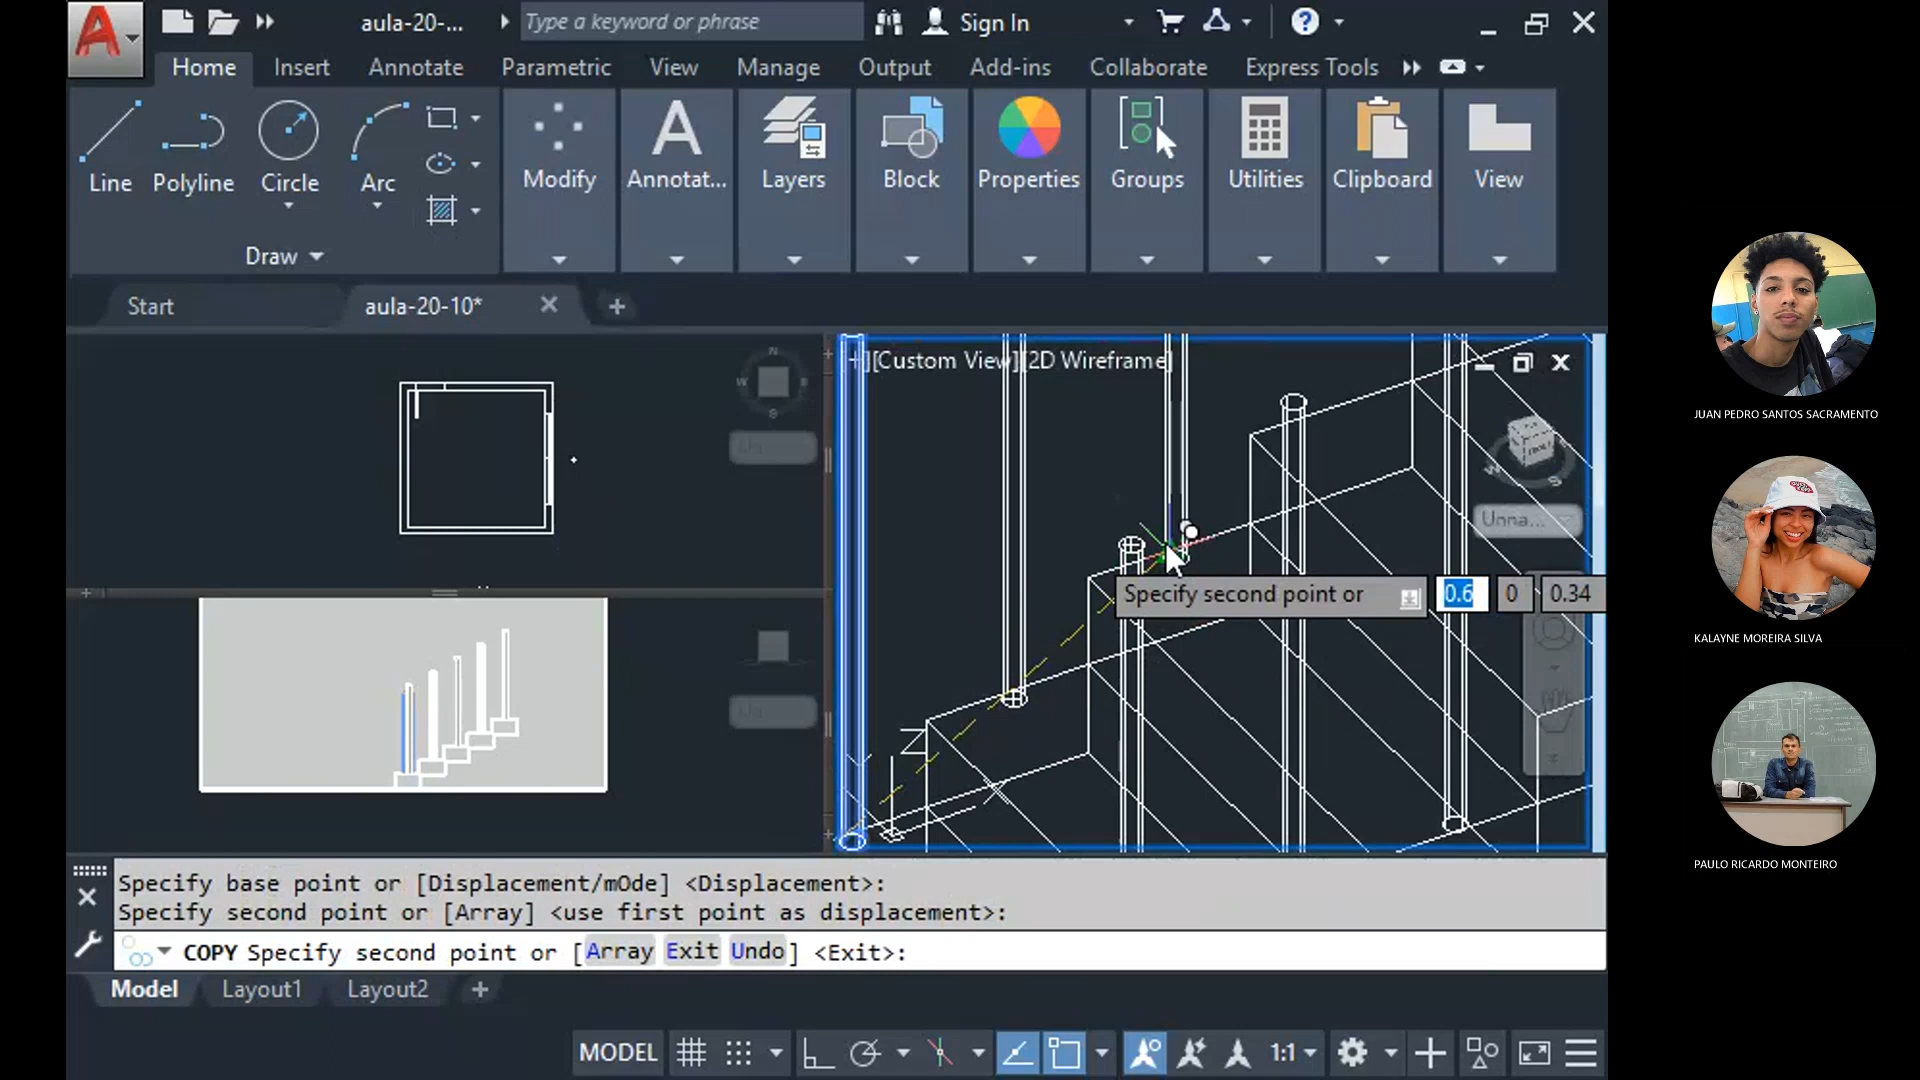 aula-20-...
Type a keyword or phrase
Sign In
Home
Insert
Annotate
Parametric
View
Manage
Output
Add-ins
Collaborate
Express Tools
Line
Polyline
Circle
Arc
Draw
Modify
Annotat...
Layers
Block
Properties
Groups
Utilities
Clipboard
View
Start
aula-20-10*
[Custom View][2D Wireframe]
N
W
S
W
S
Unna...
Specify second point or
0.6
0
0.34
Specify base point or [Displacement/mOde] <Displacement>:
Specify second point or [Array] <use first point as displacement>:
COPY Specify second point or [Array Exit Undo] <Exit>:
Model
Layout1
Layout2
MODEL
1:1
JUAN PEDRO SANTOS SACRAMENTO
KALAYNE MOREIRA SILVA
PAULO RICARDO MONTEIRO